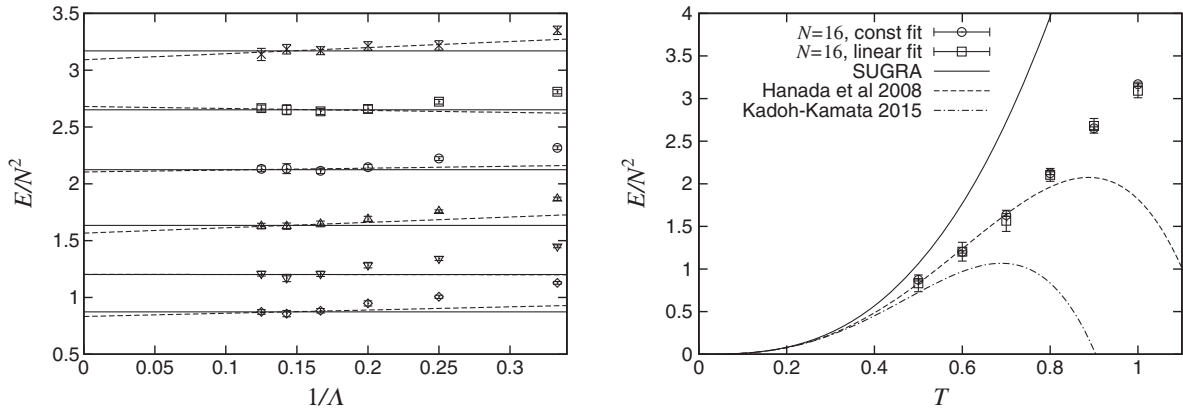 E/N²
3.5
3
2.5
2
1.5
1
0.5
0 0.05 0.1 0.15 0.20 0.25 0.3
1/Λ
E/N²
4
3.5
3
2.5
2
1.5
1
0.5
0
N=16, const fit
N=16, linear fit
SUGRA
Hanada et al 2008
Kadoh-Kamata 2015
0 0.2 0.4 0.6 0.8 1
T